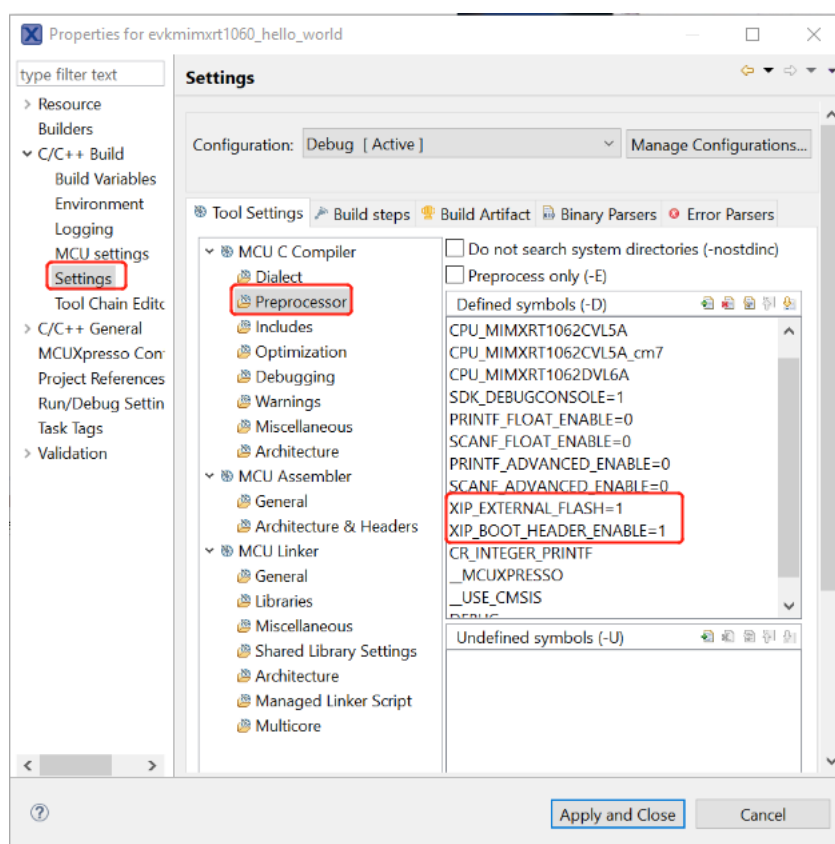 Properties for evkmimxrt1060_hello_world
type filter text
Resource
Builders
C/C++ Build
Build Variables
Environment
Logging
MCU settings
Settings
Tool Chain Edito
C/C++ General
MCUXpresso Con
Project References
Run/Debug Settin
Task Tags
Validation
Settings
Configuration: Debug [ Active ]
Manage Configurations...
Tool Settings
Build steps
Build Artifact
Binary Parsers
Error Parsers
MCU C Compiler
Dialect
Preprocessor
Includes
Optimization
Debugging
Warnings
Miscellaneous
Architecture
MCU Assembler
General
Architecture & Headers
MCU Linker
General
Libraries
Miscellaneous
Shared Library Settings
Architecture
Managed Linker Script
Multicore
Do not search system directories (-nostdinc)
Preprocess only (-E)
Defined symbols (-D)
CPU_MIMXRT1062CVL5A
CPU_MIMXRT1062CVL5A_cm7
CPU_MIMXRT1062DVL6A
SDK_DEBUGCONSOLE=1
PRINTF_FLOAT_ENABLE=0
SCANF_FLOAT_ENABLE=0
PRINTF_ADVANCED_ENABLE=0
SCANF_ADVANCED_ENABLE=0
XIP_EXTERNAL_FLASH=1
XIP_BOOT_HEADER_ENABLE=1
CR_INTEGER_PRINTF
__MCUXPRESSO
__USE_CMSIS
DEBUG
Undefined symbols (-U)
Apply and Close
Cancel